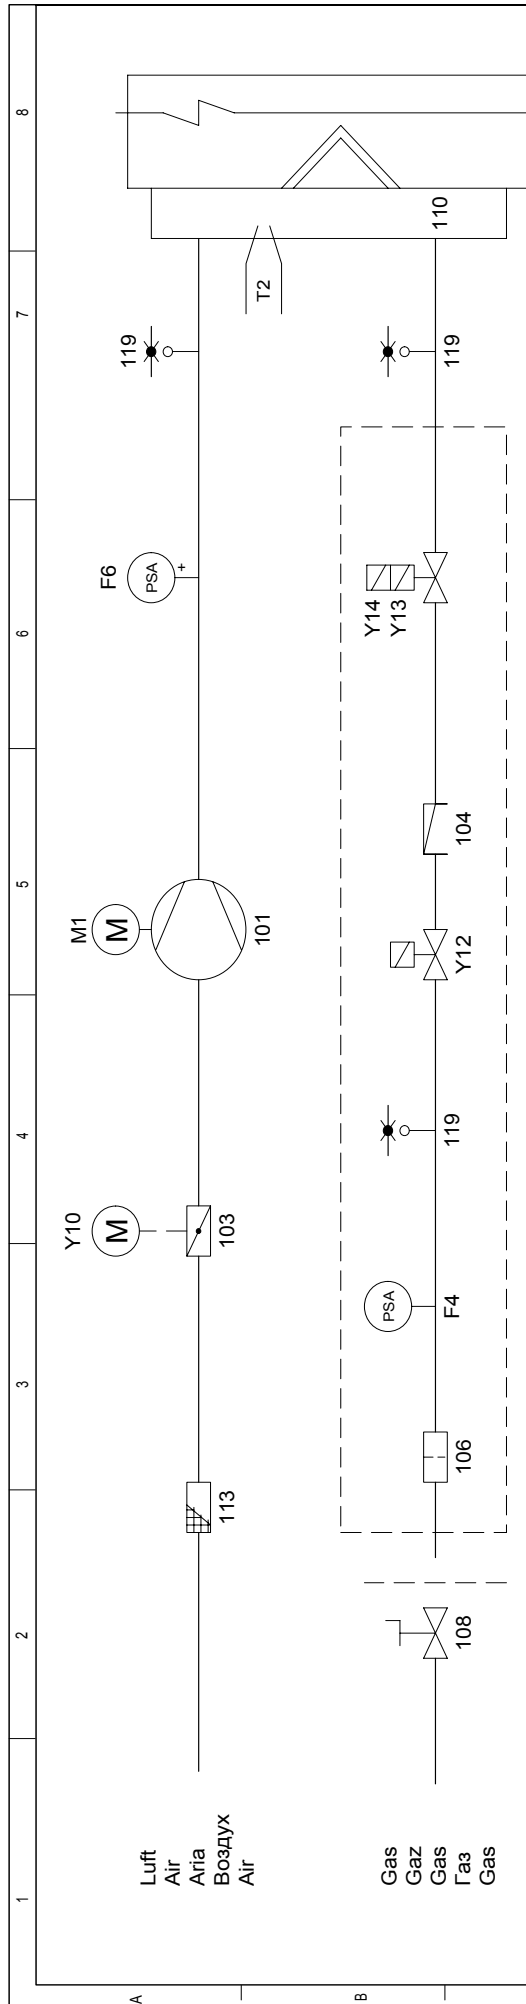 1
2
3
4
5
6
7
8
A
B
Luft
Air
Aria
Воздух
Air
113
Y10
M
103
M1
M
101
F6
PSA
+
119
T2
110
Gas
Gaz
Gas
Газ
Gas
108
106
PSA
F4
119
Y12
104
Y14
Y13
119